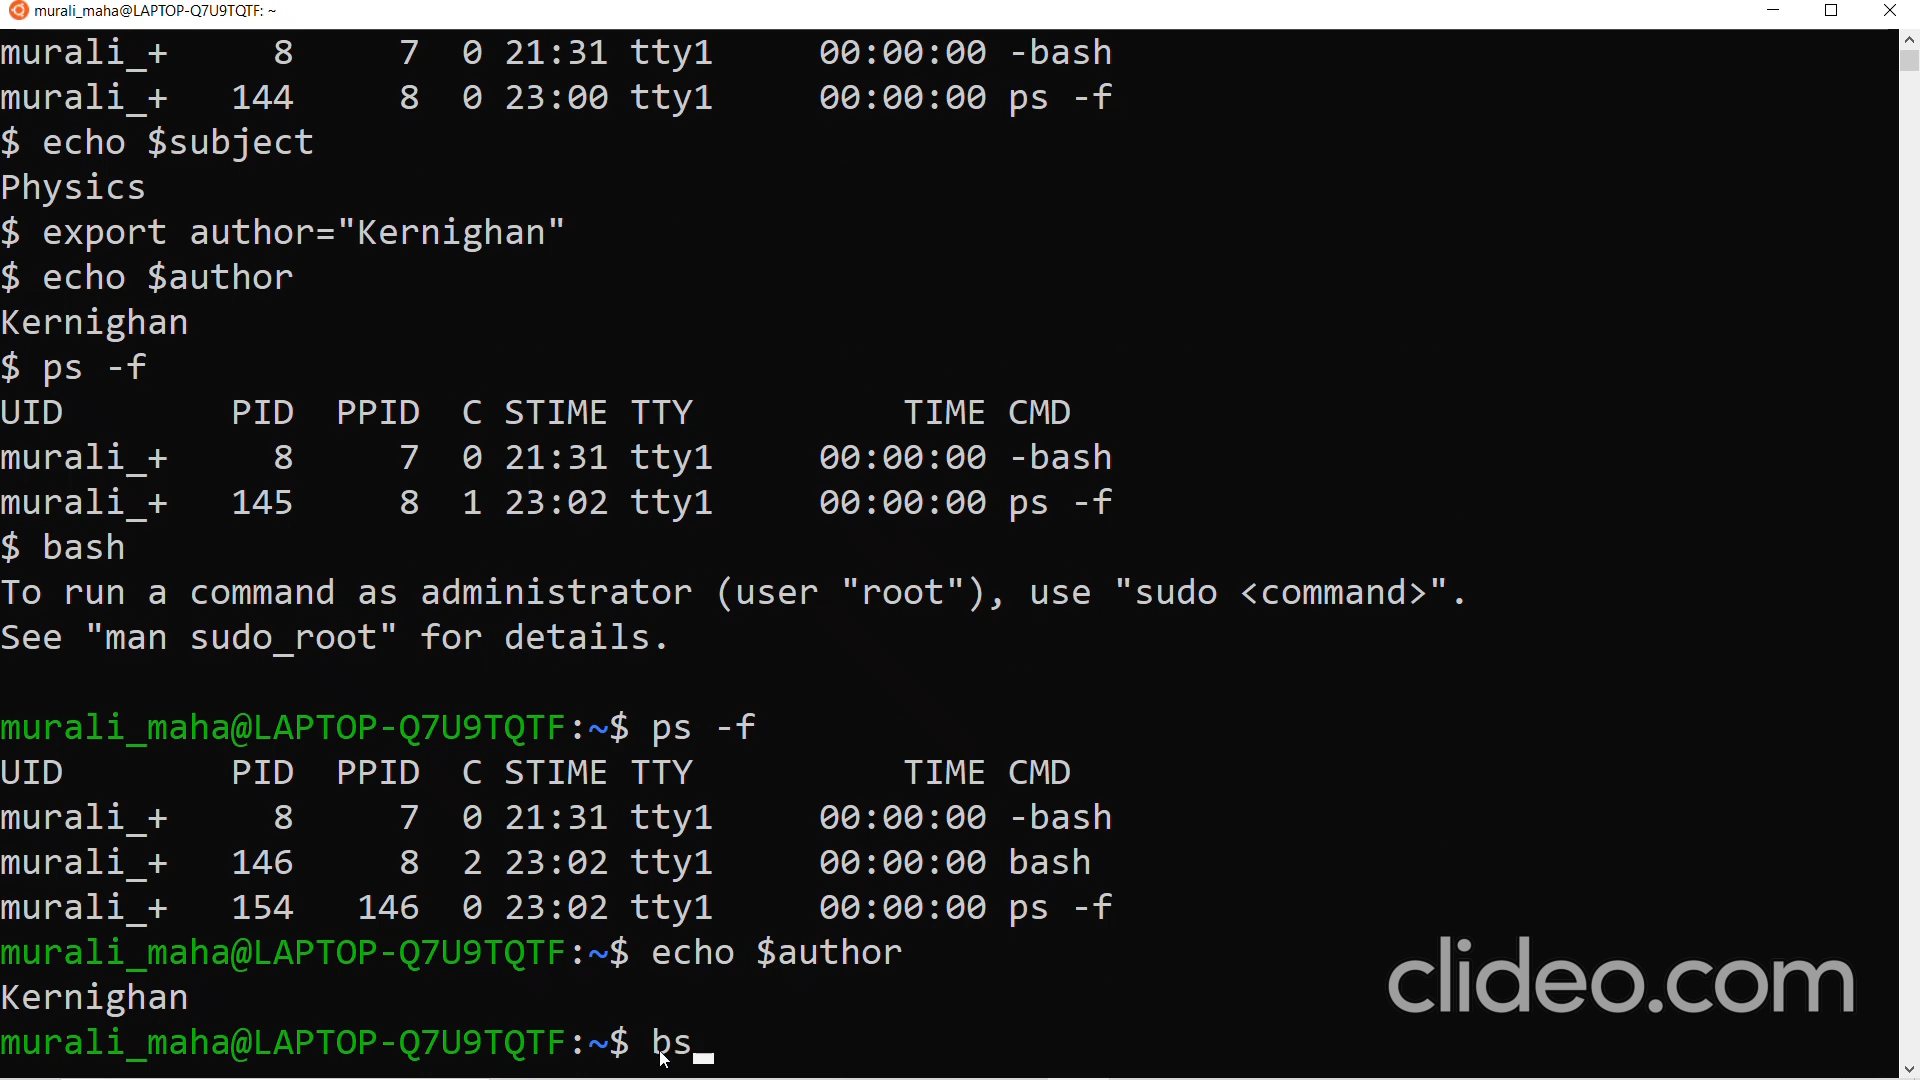 murali_maha@LAPTOP-Q7U9TQTF: ~
murali_+     8     7  0 21:31 tty1     00:00:00 -bash
murali_+   144     8  0 23:00 tty1     00:00:00 ps -f
$ echo $subject
Physics
$ export author="Kernighan"
$ echo $author
Kernighan
$ ps -f
UID        PID  PPID  C STIME TTY          TIME CMD
murali_+     8     7  0 21:31 tty1     00:00:00 -bash
murali_+   145     8  1 23:02 tty1     00:00:00 ps -f
$ bash
To run a command as administrator (user "root"), use "sudo <command>".
See "man sudo_root" for details.
murali_maha@LAPTOP-Q7U9TQTF:~$ ps -f
UID        PID  PPID  C STIME TTY          TIME CMD
murali_+     8     7  0 21:31 tty1     00:00:00 -bash
murali_+   146     8  2 23:02 tty1     00:00:00 bash
murali_+   154   146  0 23:02 tty1     00:00:00 ps -f
murali_maha@LAPTOP-Q7U9TQTF:~$ echo $author
Kernighan
murali_maha@LAPTOP-Q7U9TQTF:~$ bs
clideo.com